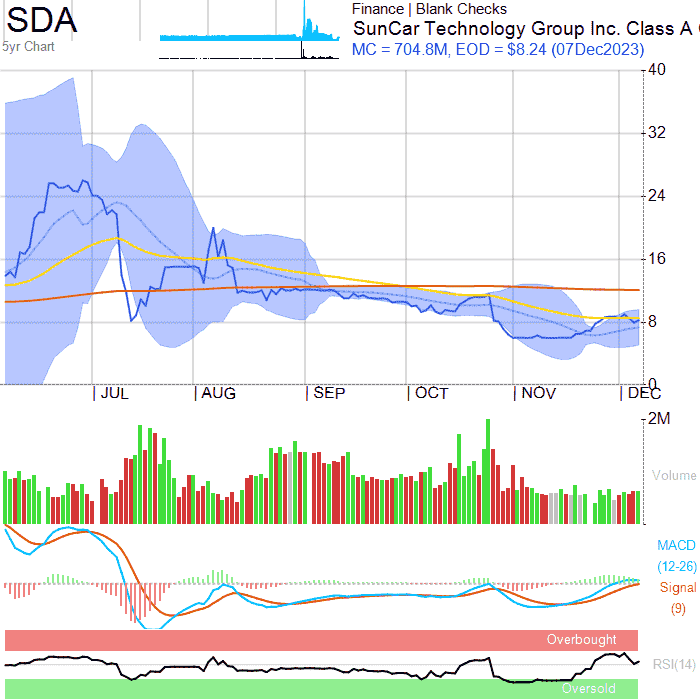 SDA
5yr Chart
Finance | Blank Checks
SunCar Technology Group Inc. Class A
MC = 704.8M, EOD = $8.24 (07Dec2023)
40
32
24
16
8
0
JUL AUG SEP OCT NOV DEC
2M
Volume
MACD
(12-26)
Signal
(9)
Overbought
RSI(14)
Oversold